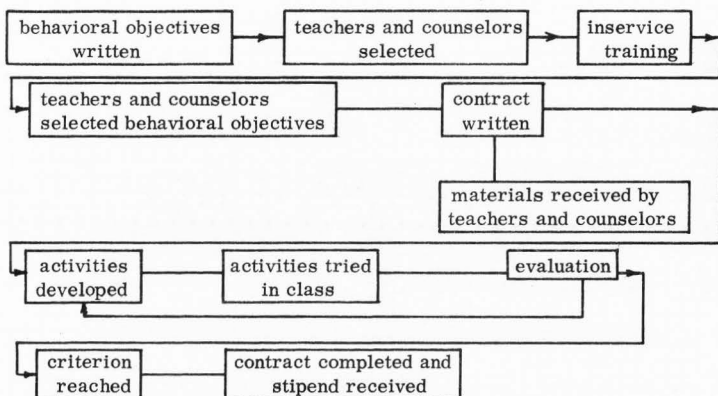 behavioral objectives
written
teachers and counselors
selected
inservice
training
teachers and counselors
selected behavioral objectives
contract
written
materials received by
teachers and counselors
activities
developed
activities tried
in class
evaluation
criterion
reached
contract completed and
stipend received